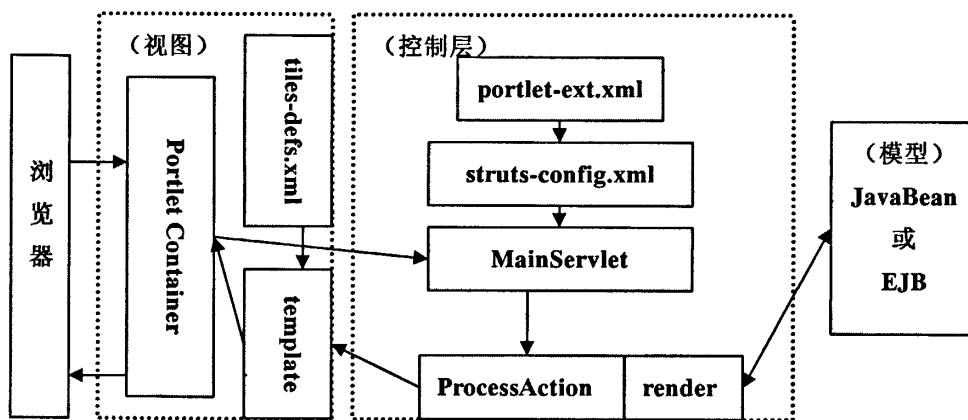 （视图）
（控制层）
浏览器
Portlet Container
tiles-defs.xml
template
portlet-ext.xml
struts-config.xml
MainServlet
ProcessAction
render
（模型）
JavaBean
或
EJB